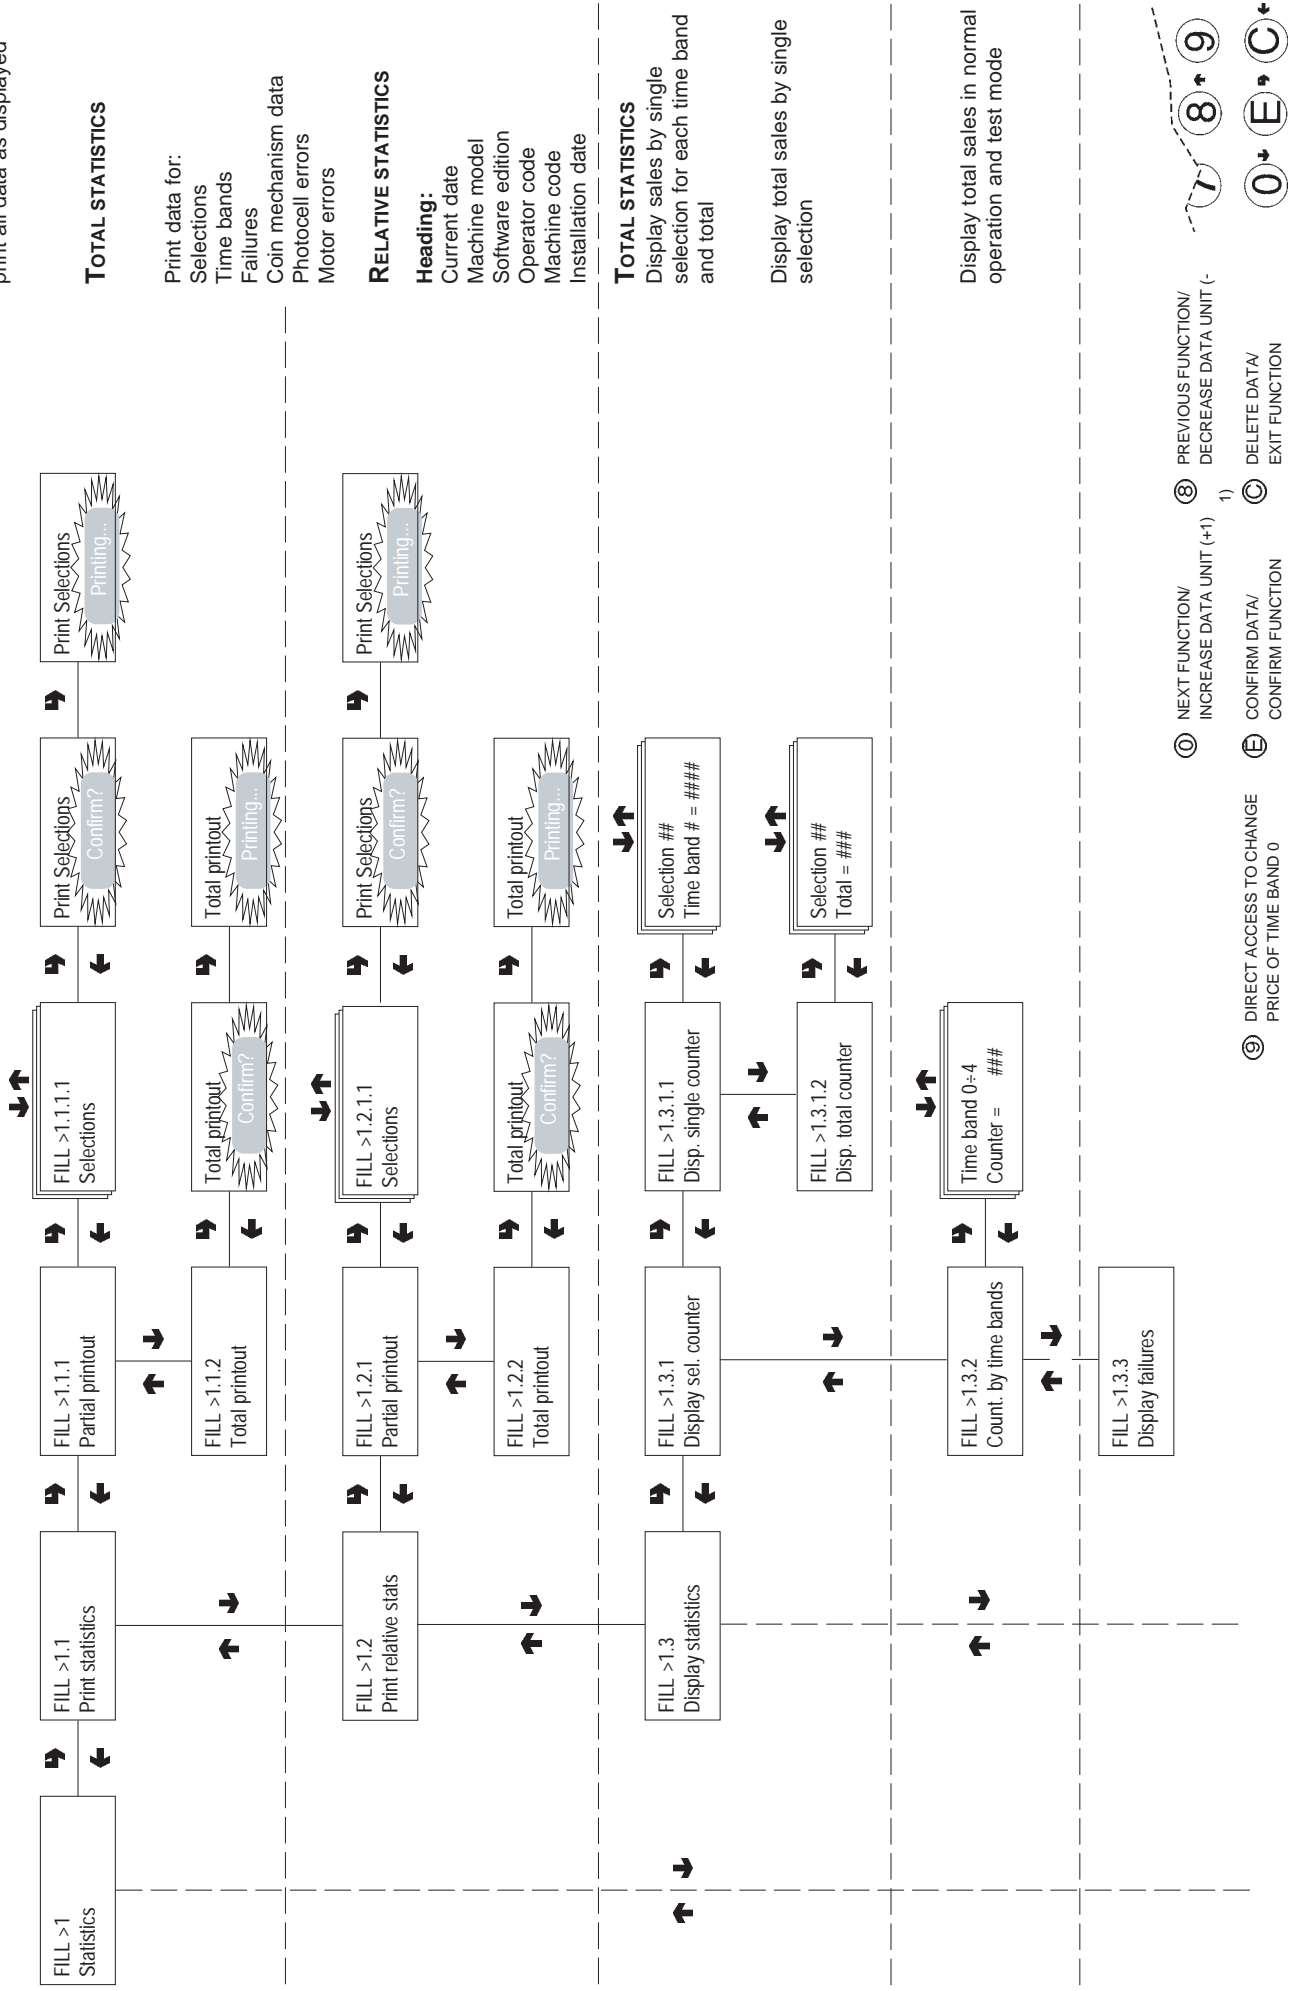 print all data as displayed
FILL >1
Statistics
FILL >1.1
Print statistics
FILL >1.1.1
Partial printout
FILL >1.1.1.1
Selections
Print Selections
Confirm?
Print Selections
Printing...
TOTAL STATISTICS
FILL >1.1.2
Total printout
Total printout
Confirm?
Total printout
Printing...
Print data for:
Selections
Time bands
Failures
Coin mechanism data
Photocell errors
Motor errors
FILL >1.2
Print relative stats
FILL >1.2.1
Partial printout
FILL >1.2.1.1
Selections
Print Selections
Confirm?
Print Selections
Printing...
RELATIVE STATISTICS
Heading:
Current date
Machine model
Software edition
Operator code
Machine code
Installation date
FILL >1.2.2
Total printout
Total printout
Confirm?
Total printout
Printing...
FILL >1.3
Display statistics
FILL >1.3.1
Display sel. counter
FILL >1.3.1.1
Disp. single counter
Selection ##
Time band # = ####
TOTAL STATISTICS
Display sales by single
selection for each time band
and total
FILL >1.3.1.2
Disp. total counter
Selection ##
Total = ###
Display total sales by single
selection
FILL >1.3.2
Count. by time bands
Time band 0÷4
Counter = ###
Display total sales in normal
operation and test mode
FILL >1.3.3
Display failures
0 NEXT FUNCTION/
INCREASE DATA UNIT (+1)
8 PREVIOUS FUNCTION/
DECREASE DATA UNIT (-
1)
9 DIRECT ACCESS TO CHANGE
PRICE OF TIME BAND 0
E CONFIRM DATA/
CONFIRM FUNCTION
C DELETE DATA/
EXIT FUNCTION
7 8 9
0 E C